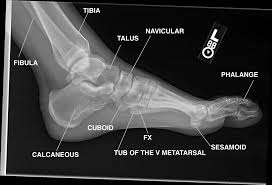 TIBIA
NAVICULAR
TALUS
FIBULA
PHALANGE
CUBOID
FX
SESAMOID
CALCANEOUS
TUB OF THE V METATARSAL